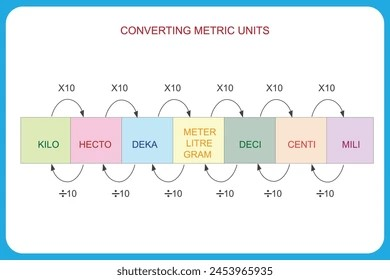 CONVERTING METRIC UNITS
X10 X10 X10 X10 X10 X10
KILO HECTO DEKA METER LITRE GRAM DECI CENTI MILI
÷10 ÷10 ÷10 ÷10 ÷10 ÷10
shutterstock.com · 2453965935